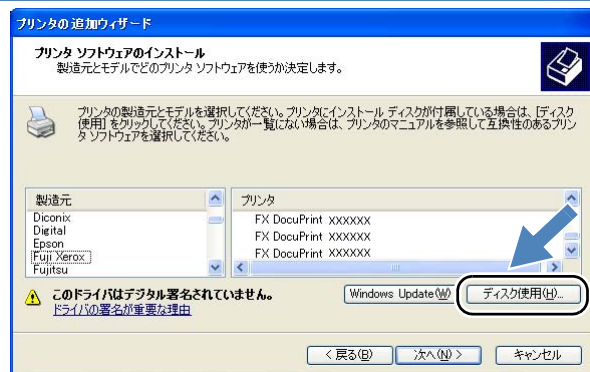 プリンタの追加ウィザード
プリンタ ソフトウェアのインストール
製造元とモデルでどのプリンタ ソフトウェアを使うか決定します。
プリンタの製造元とモデルを選択してください。プリンタにインストール ディスクが付属している場合は、[ディスク
使用] をクリックしてください。プリンタが一覧にない場合は、プリンタのマニュアルを参照して互換性のあるプリン
タ ソフトウェアを選択してください。
製造元
Diconix
Digital
Epson
Fuji Xerox
Fujitsu
プリンタ
FX DocuPrint XXXXXX
FX DocuPrint XXXXXX
FX DocuPrint XXXXXX
このドライバはデジタル署名されていません。
ドライバの署名が重要な理由
Windows Update(W)
ディスク使用(H)...
< 戻る(B)
次へ(N) >
キャンセル